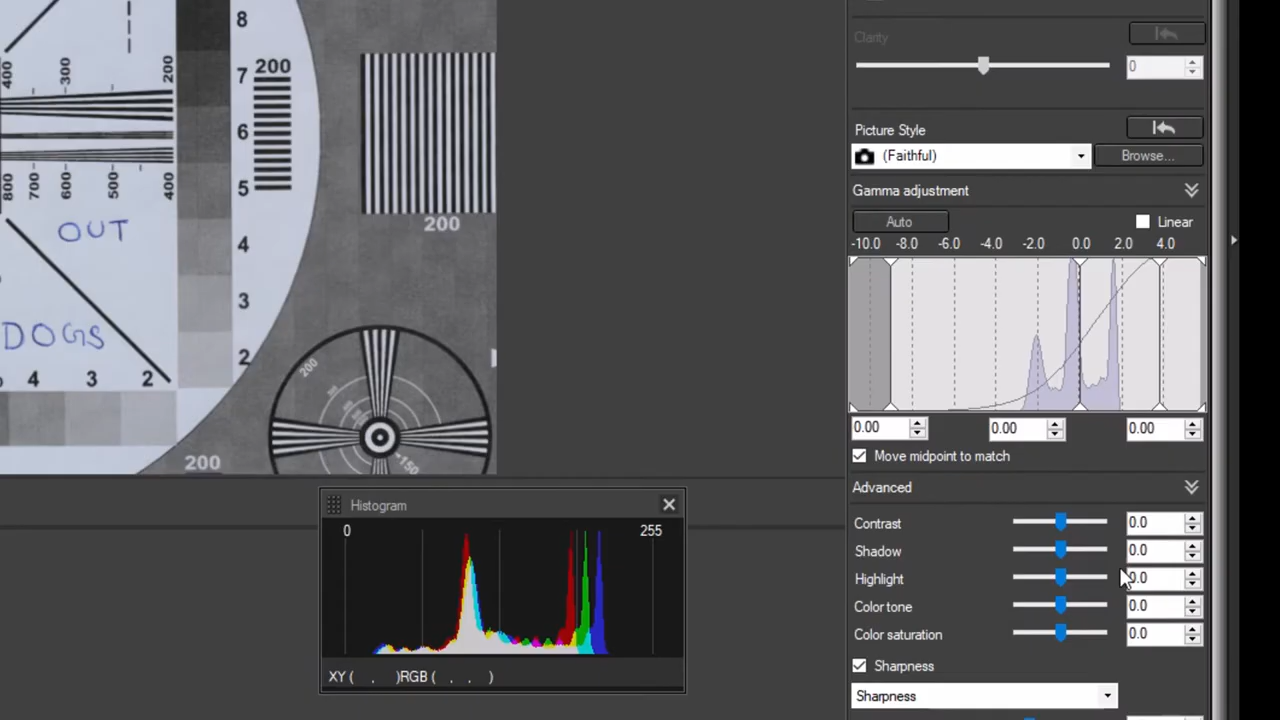 8
7
6
5
4
3
2
200
400
300
200
800
700
600
500
400
OUT
DOGS
4
3
2
200
200
200
150
Clarity
0
Picture Style
(Faithful)
Browse...
Gamma adjustment
Auto
Linear
-10.0 -8.0 -6.0 -4.0 -2.0 0.0 2.0 4.0
0.00 0.00 0.00
Move midpoint to match
Advanced
Contrast 0.0
Shadow 0.0
Highlight 0.0
Color tone 0.0
Color saturation 0.0
Sharpness
Sharpness
Histogram
0 255
XY ( . )RGB ( . . )